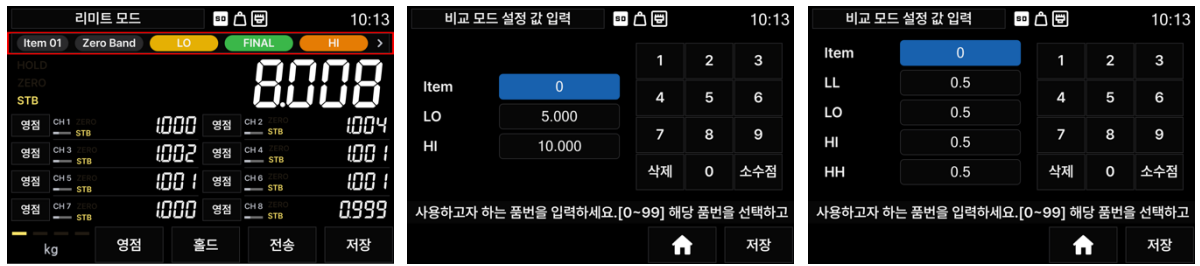 리미트 모드 SD 10:13
Item 01 Zero Band LO FINAL HI >
HOLD
ZERO
STB
8.008
영점 CH 1 ZERO STB 1.000 영점 CH 2 ZERO STB 1.004
영점 CH 3 ZERO STB 1.002 영점 CH 4 ZERO STB 1.001
영점 CH 5 ZERO STB 1.001 영점 CH 6 ZERO STB 1.001
영점 CH 7 ZERO STB 1.000 영점 CH 8 ZERO STB 0.999
kg 영점 홀드 전송 저장
비교 모드 설정 값 입력 SD 10:13
Item 0
LO 5.000
HI 10.000
1 2 3
4 5 6
7 8 9
삭제 0 소수점
사용하고자 하는 품번을 입력하세요.[0~99] 해당 품번을 선택하고
저장
비교 모드 설정 값 입력 SD 10:13
Item 0
LL 0.5
LO 0.5
HI 0.5
HH 0.5
1 2 3
4 5 6
7 8 9
삭제 0 소수점
사용하고자 하는 품번을 입력하세요.[0~99] 해당 품번을 선택하고
저장